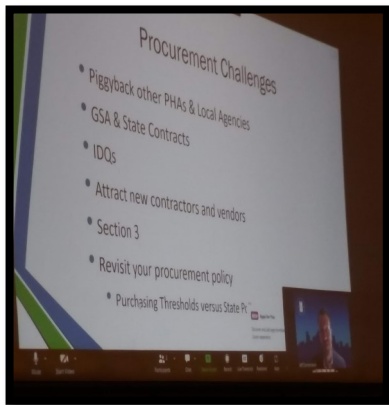 Procurement Challenges
• Piggyback other PHAs & Local Agencies
• GSA & State Contracts
• IDQs
• Attract new contractors and vendors
• Section 3
• Revisit your procurement policy
• Purchasing Thresholds versus State